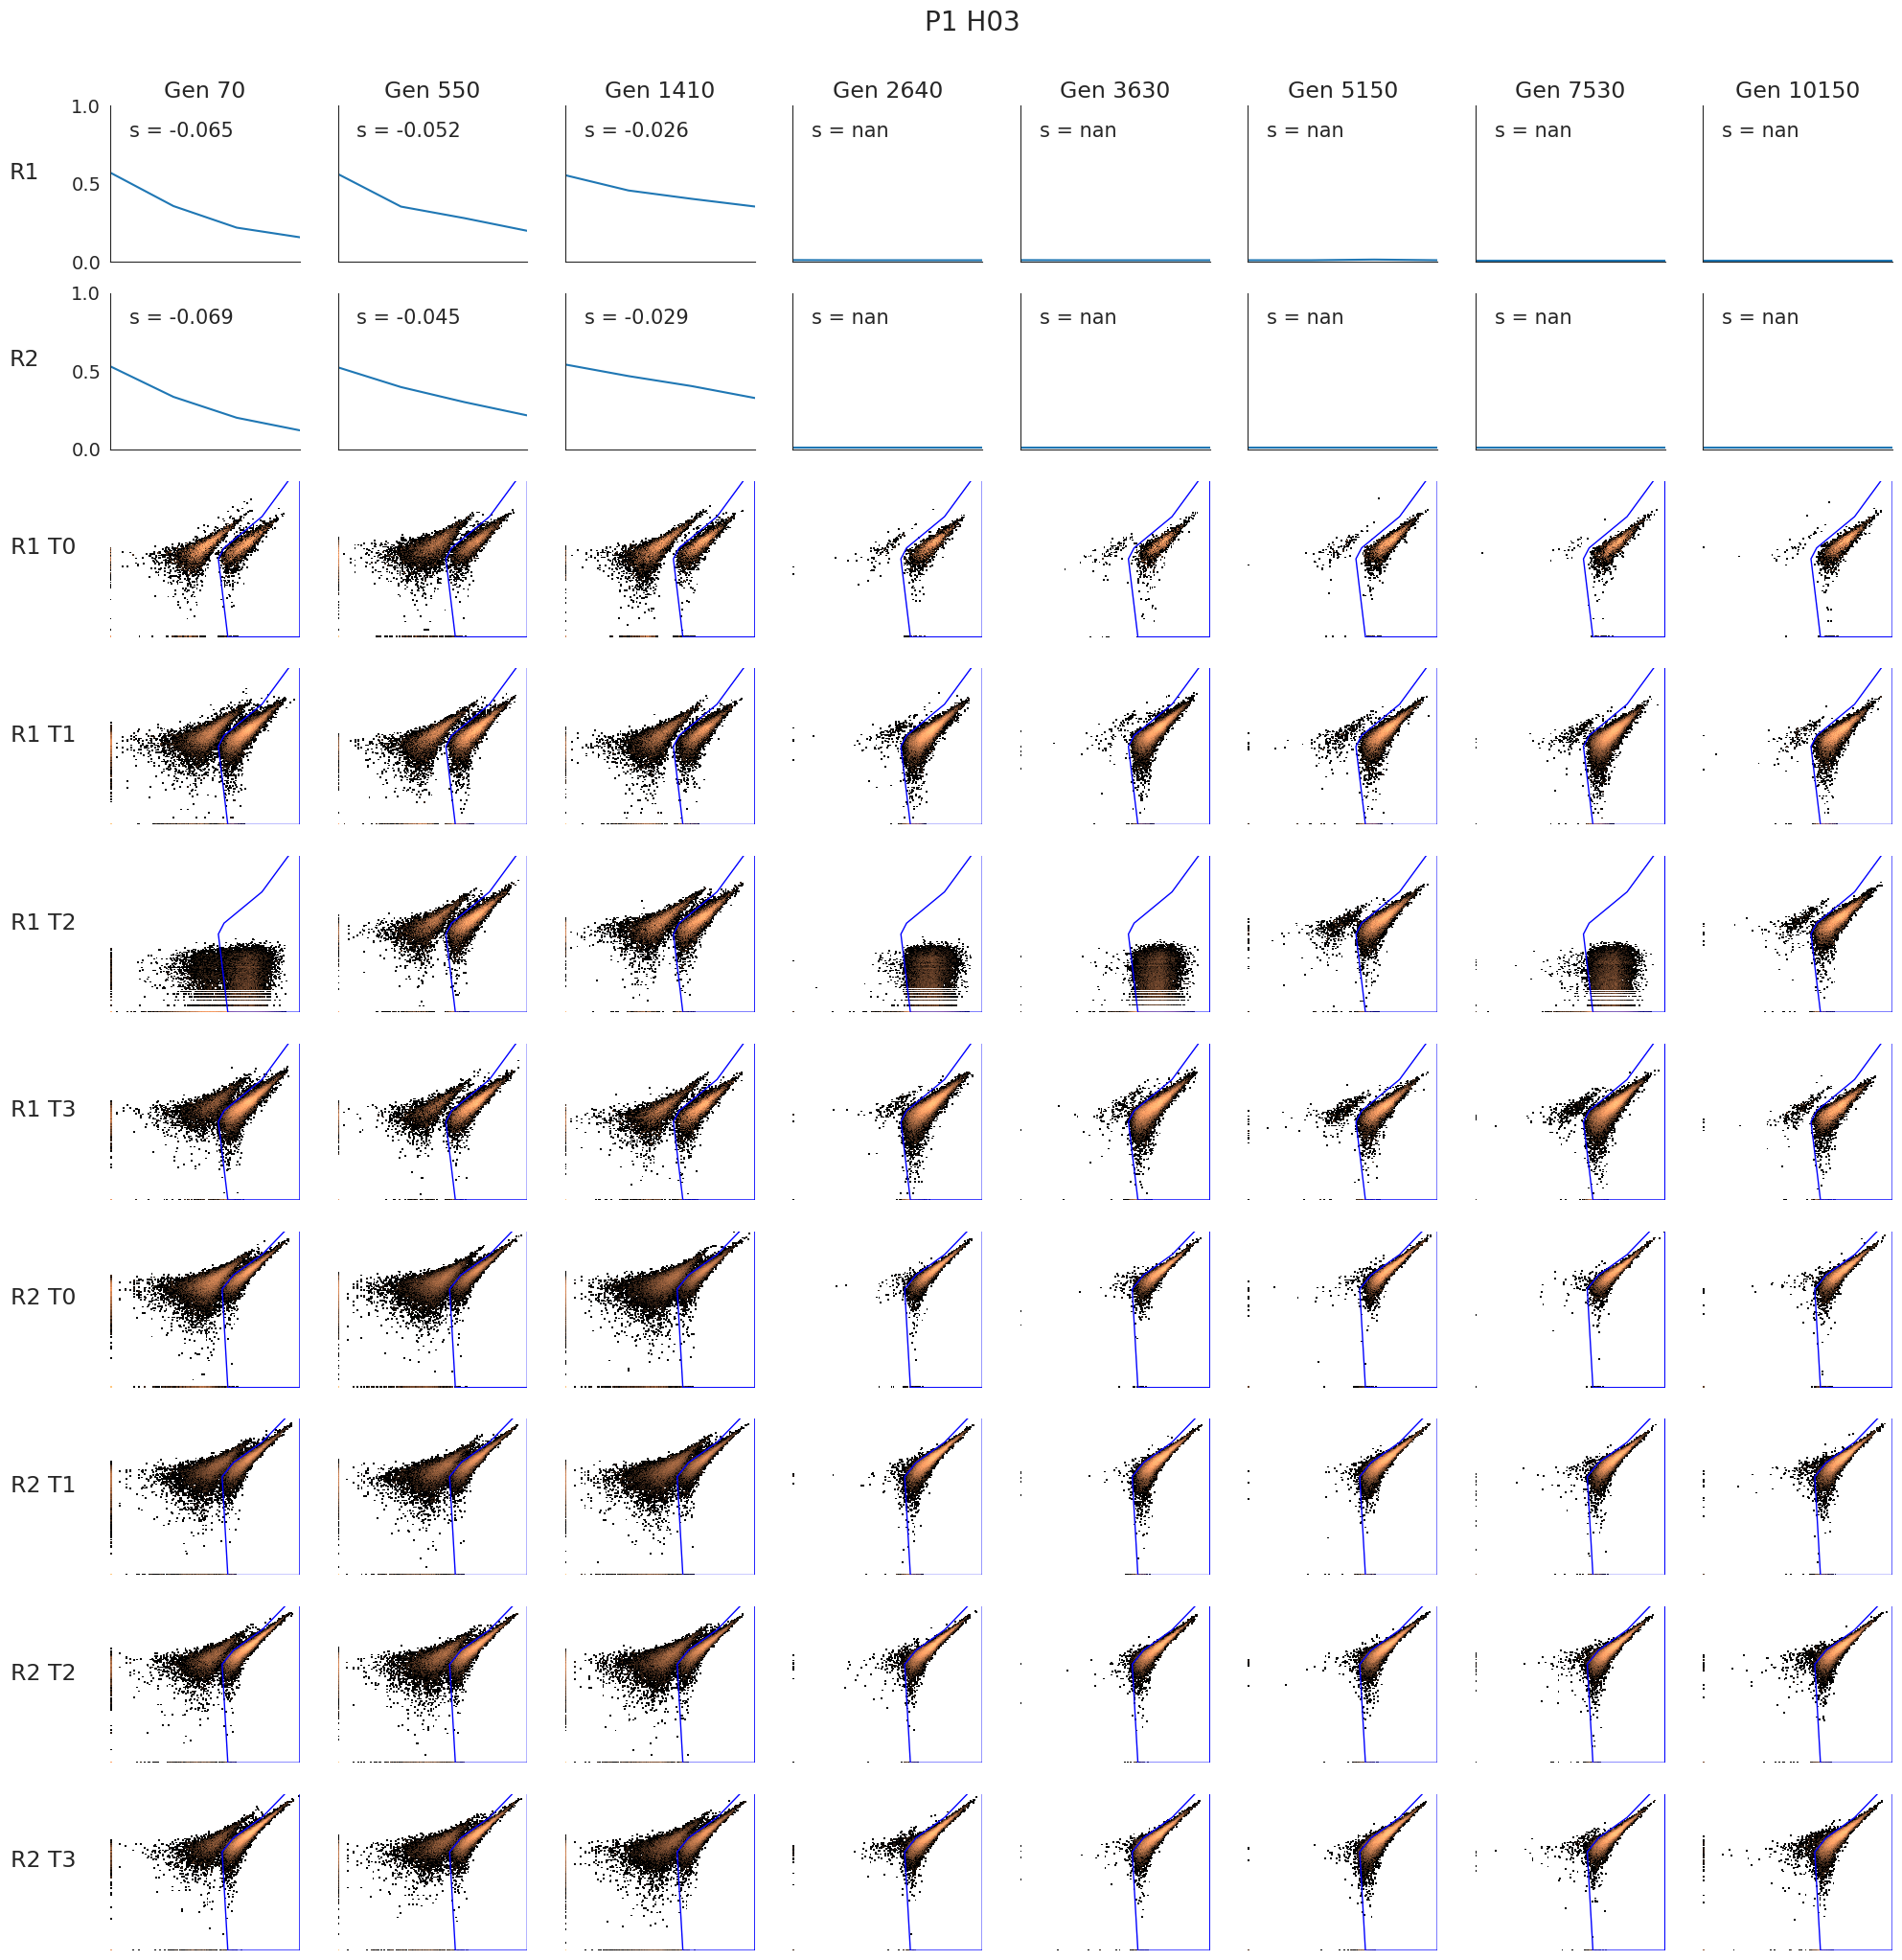 P1 H03
Gen 70 Gen 550 Gen 1410 Gen 2640 Gen 3630 Gen 5150 Gen 7530 Gen 10150
1.0
s = -0.065 s = -0.052 s = -0.026 s = nan s = nan s = nan s = nan s = nan
R1
0.5
0.0
1.0
s = -0.069 s = -0.045 s = -0.029 s = nan s = nan s = nan s = nan s = nan
R2
0.5
0.0
R1 T0
R1 T1
R1 T2
R1 T3
R2 T0
R2 T1
R2 T2
R2 T3